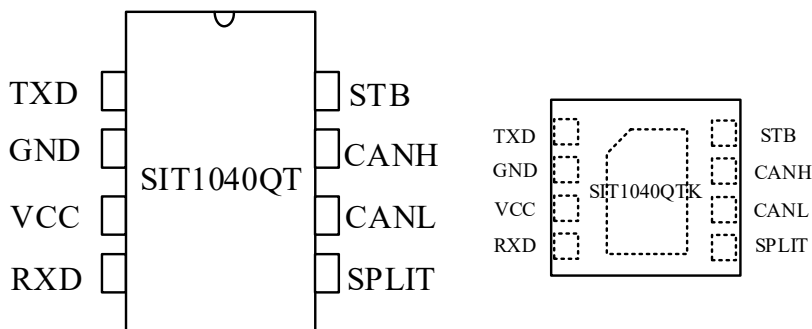 TXD STB
GND CANH
SIT1040QT
VCC CANL
RXD SPLIT
TXD STB
GND CANH
SIT1040QTK
VCC CANL
RXD SPLIT